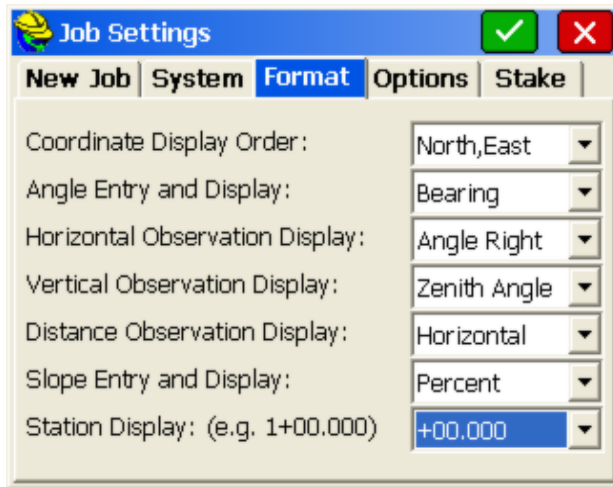 Job Settings
New Job System Format Options Stake
Coordinate Display Order: North,East
Angle Entry and Display: Bearing
Horizontal Observation Display: Angle Right
Vertical Observation Display: Zenith Angle
Distance Observation Display: Horizontal
Slope Entry and Display: Percent
Station Display: (e.g. 1+00.000) +00.000